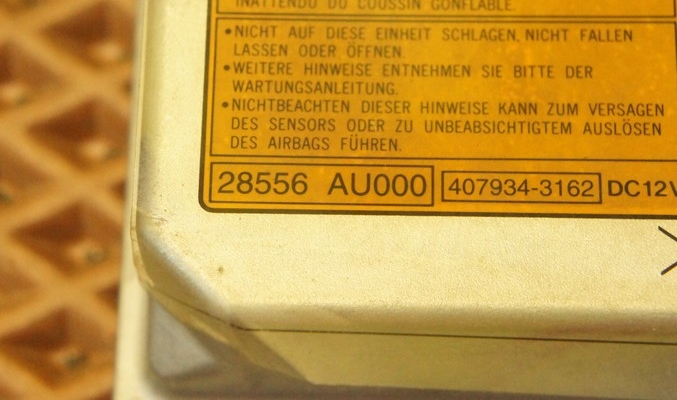 INATTENDU DU COUSSIN GONFLABLE.
•NICHT AUF DIESE EINHEIT SCHLAGEN, NICHT FALLEN
LASSEN ODER ÖFFNEN.
•WEITERE HINWEISE ENTNEHMEN SIE BITTE DER
WARTUNGSANLEITUNG.
•NICHTBEACHTEN DIESER HINWEISE KANN ZUM VERSAGEN
DES SENSORS ODER ZU UNBEABSICHTIGTEM AUSLÖSEN
DES AIRBAGS FÜHREN.
28556 AU000 407934-3162 DC12V